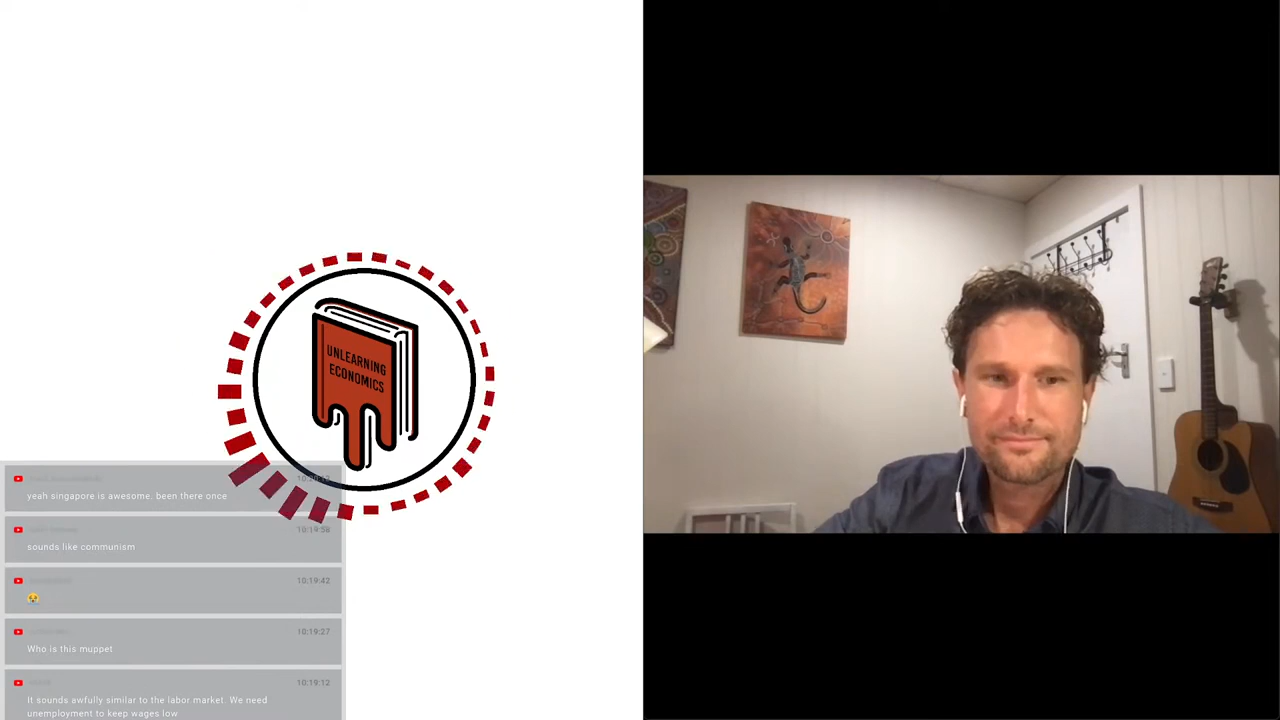 UNLEARNING
ECONOMICS
yeah singapore is awesome. been there once
10:19:58
sounds like communism
10:19:42
😭
10:19:27
Who is this muppet
10:19:12
It sounds awfully similar to the labor market. We need
unemployment to keep wages low